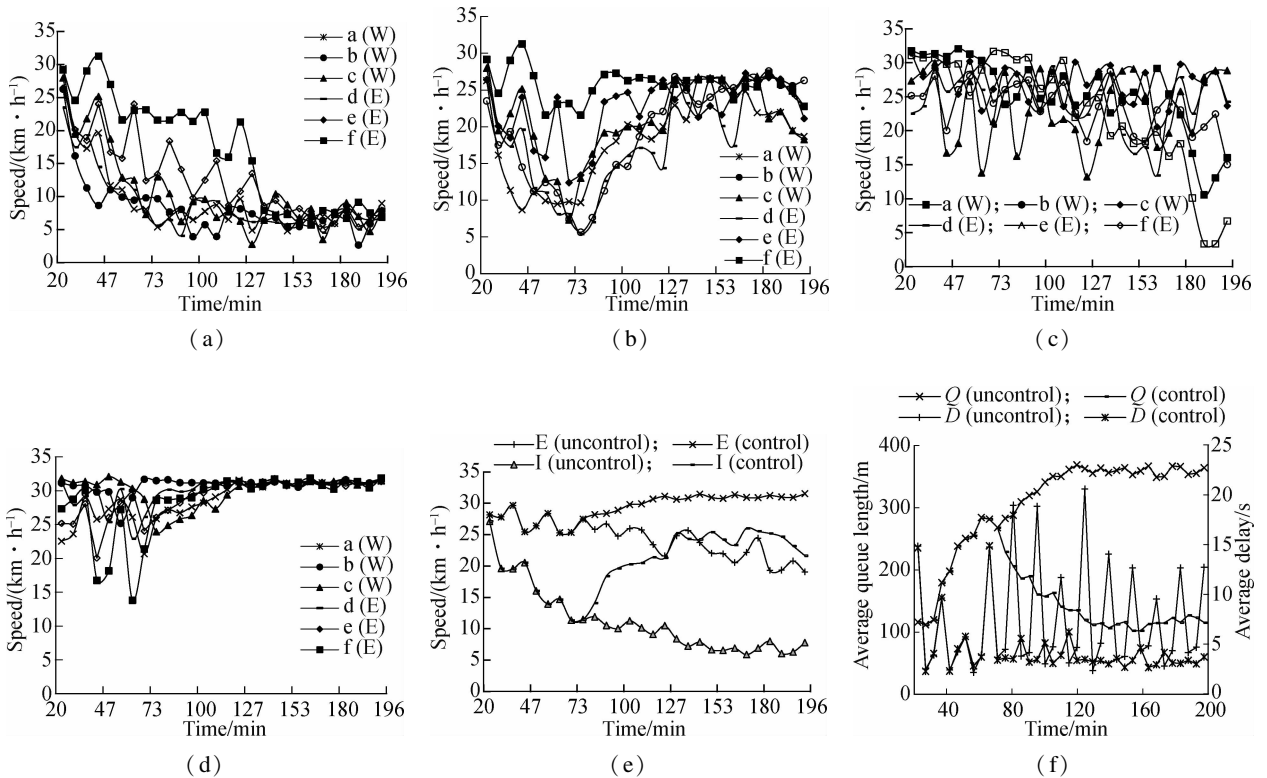 35
30
25
20
15
10
5
0
Speed/(km · h⁻¹)
a (W)
b (W)
c (W)
d (E)
e (E)
f (E)
20 47 73 100 127 153 180 196
Time/min
(a)
35
30
25
20
15
10
5
0
Speed/(km · h⁻¹)
a (W)
b (W)
c (W)
d (E)
e (E)
f (E)
20 30 47 73 100 127 153 180 196
Time/min
(b)
35
30
25
20
15
10
5
0
Speed/(km · h⁻¹)
a (W); b (W); c (W)
d (E); e (E); f (E)
20 47 73 100 127 153 180 196
Time/min
(c)
35
30
25
20
15
10
5
0
Speed/(km · h⁻¹)
a (W)
b (W)
c (W)
d (E)
e (E)
f (E)
20 47 73 100 127 153 180 196
Time/min
(d)
E (uncontrol); E (control)
I (uncontrol); I (control)
35
30
25
20
15
10
5
0
Speed/(km · h⁻¹)
20 47 73 100 127 153 180 196
Time/min
(e)
Q (uncontrol); Q (control)
D (uncontrol); D (control)
400
300
200
100
0
Average queue length/m
25
20
15
10
5
0
Average delay/s
40 80 120 160 200
Time/min
(f)